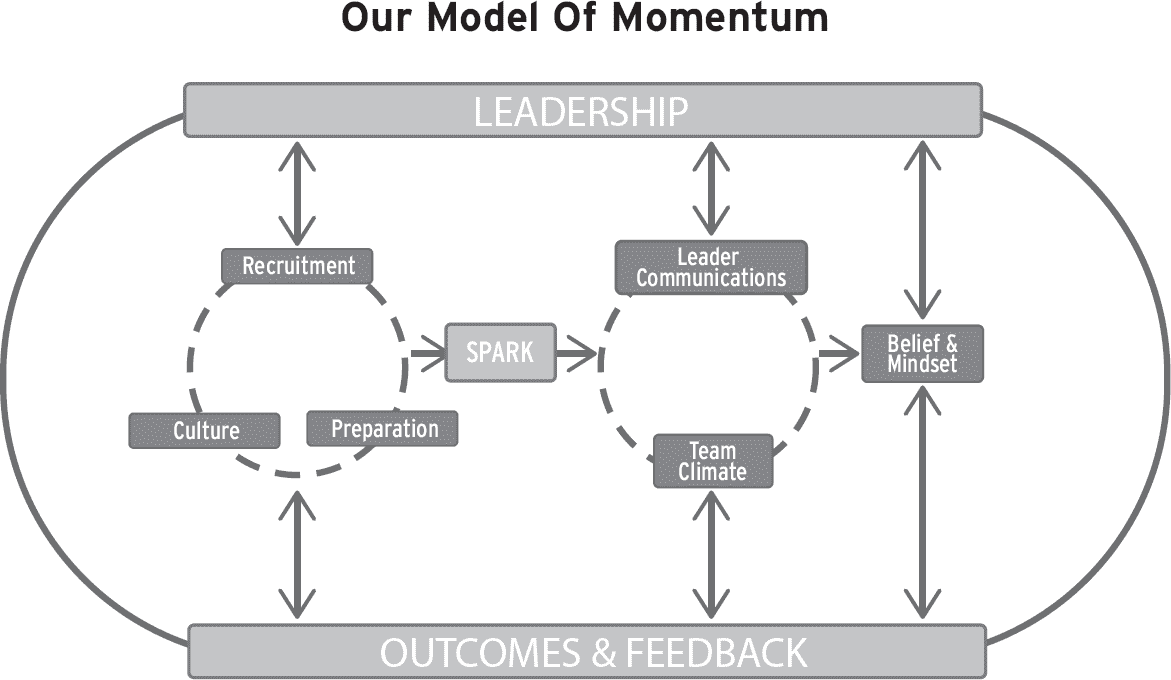 Our Model Of Momentum
LEADERSHIP
Recruitment
Leader
Communications
SPARK
Belief &
Mindset
Culture
Preparation
Team
Climate
OUTCOMES & FEEDBACK